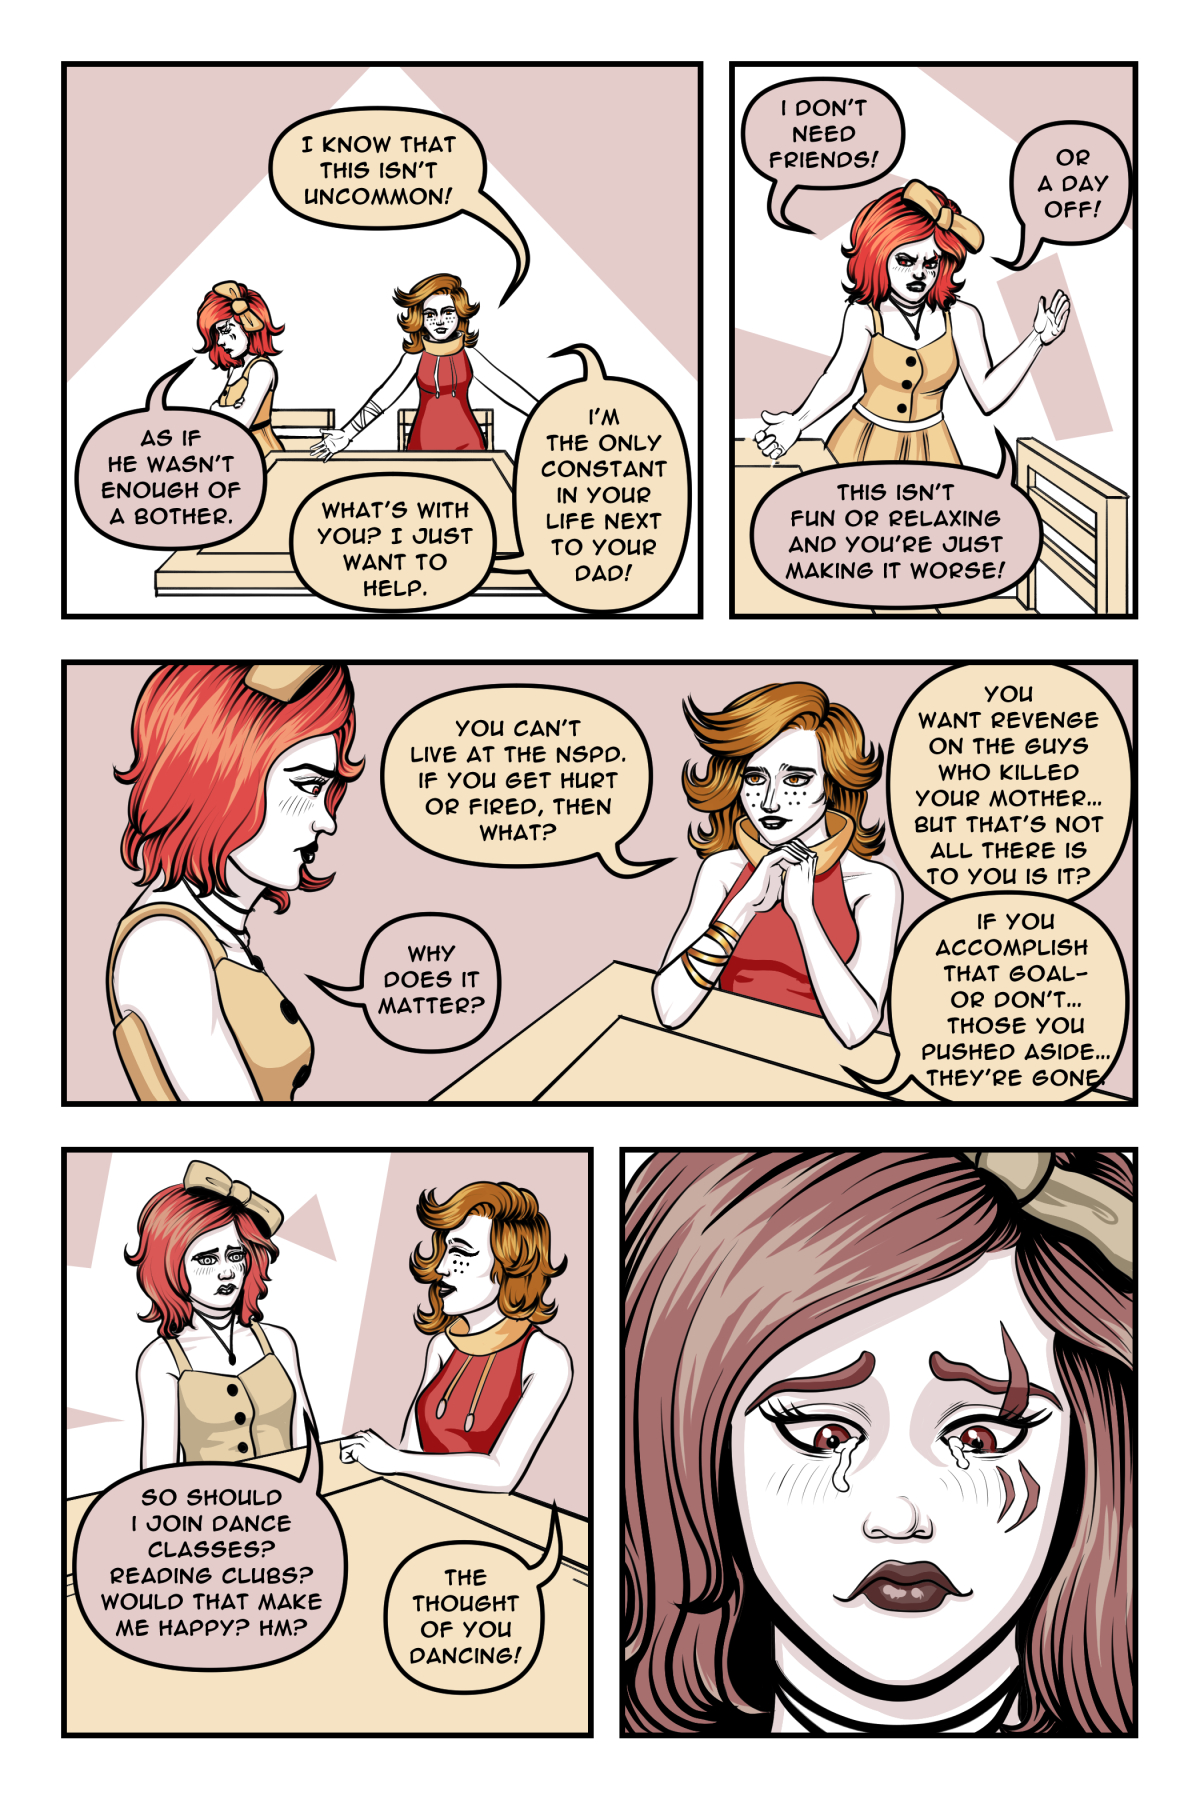 I KNOW THAT
THIS ISN'T
UNCOMMON!
AS IF
HE WASN'T
ENOUGH OF
A BOTHER.
WHAT'S WITH
YOU? I JUST
WANT TO
HELP.
I'M
THE ONLY
CONSTANT
IN YOUR
LIFE NEXT
TO YOUR
DAD!
I DON'T
NEED
FRIENDS!
OR
A DAY
OFF!
THIS ISN'T
FUN OR RELAXING
AND YOU'RE JUST
MAKING IT WORSE!
YOU CAN'T
LIVE AT THE NSPD.
IF YOU GET HURT
OR FIRED, THEN
WHAT?
WHY
DOES IT
MATTER?
YOU
WANT REVENGE
ON THE GUYS
WHO KILLED
YOUR MOTHER...
BUT THAT'S NOT
ALL THERE IS
TO YOU IS IT?
IF YOU
ACCOMPLISH
THAT GOAL-
OR DON'T...
THOSE YOU
PUSHED ASIDE...
THEY'RE GONE.
SO SHOULD
I JOIN DANCE
CLASSES?
READING CLUBS?
WOULD THAT MAKE
ME HAPPY? HM?
THE
THOUGHT
OF YOU
DANCING!